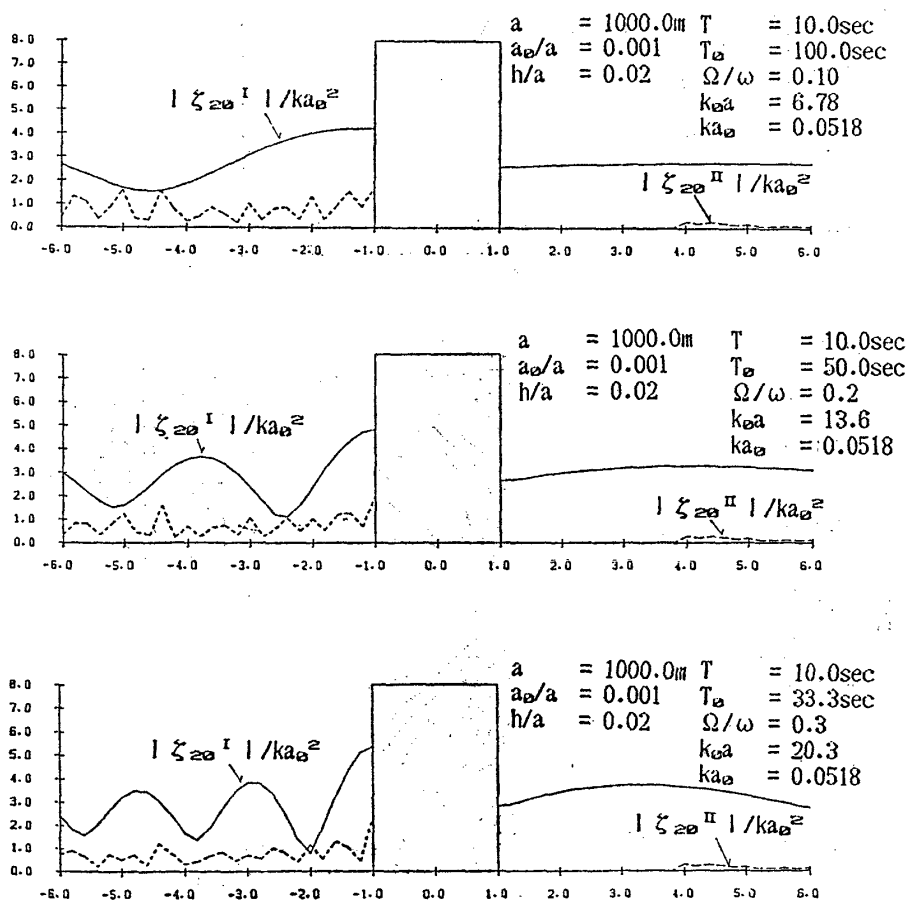 a = 1000.0m T = 10.0sec
a₀/a = 0.001 T₀ = 100.0sec
h/a = 0.02 Ω/ω = 0.10
k₀a = 6.78
ka₀ = 0.0518
8.0
7.0
6.0
5.0
4.0
3.0
2.0
1.0
0.0
| ζ₂₀ᴵ |/ka₀²
| ζ₂₀ᴵᴵ |/ka₀²
-6.0 -5.0 -4.0 -3.0 -2.0 -1.0 0.0 1.0 2.0 3.0 4.0 5.0 6.0
a = 1000.0m T = 10.0sec
a₀/a = 0.001 T₀ = 50.0sec
h/a = 0.02 Ω/ω = 0.2
k₀a = 13.6
ka₀ = 0.0518
8.0
7.0
6.0
5.0
4.0
3.0
2.0
1.0
0.0
| ζ₂₀ᴵ |/ka₀²
| ζ₂₀ᴵᴵ |/ka₀²
-6.0 -5.0 -4.0 -3.0 -2.0 -1.0 0.0 1.0 2.0 3.0 4.0 5.0 6.0
a = 1000.0m T = 10.0sec
a₀/a = 0.001 T₀ = 33.3sec
h/a = 0.02 Ω/ω = 0.3
k₀a = 20.3
ka₀ = 0.0518
8.0
7.0
6.0
5.0
4.0
3.0
2.0
1.0
0.0
| ζ₂₀ᴵ |/ka₀²
| ζ₂₀ᴵᴵ |/ka₀²
-6.0 -5.0 -4.0 -3.0 -2.0 -1.0 0.0 1.0 2.0 3.0 4.0 5.0 6.0